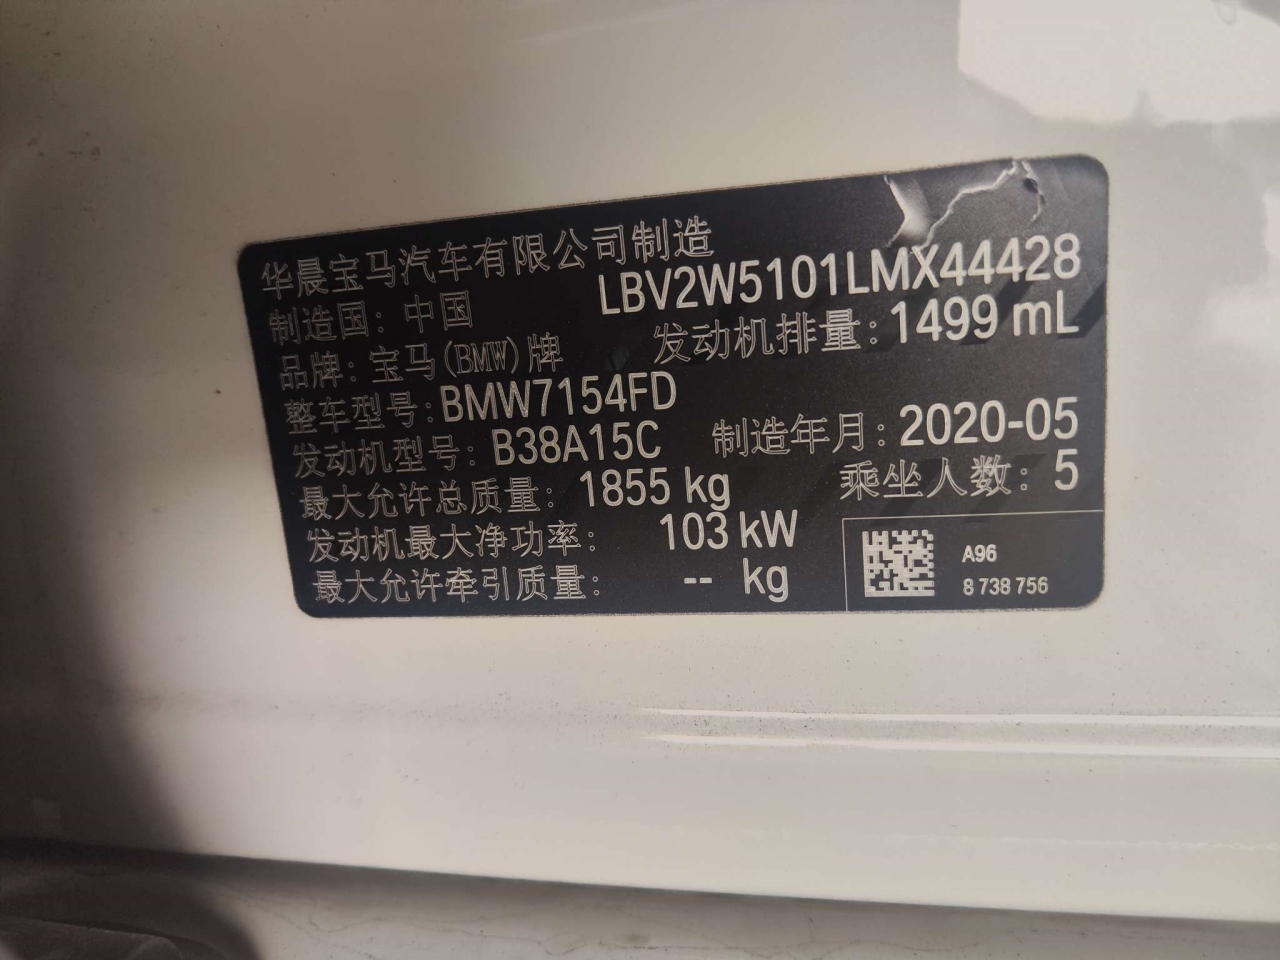 华晨宝马汽车有限公司制造
制造国：中国 LBV2W5101LMX44428
品牌：宝马(BMW)牌 发动机排量：1499 mL
整车型号：BMW7154FD
发动机型号：B38A15C 制造年月：2020-05
最大允许总质量：1855 kg 乘坐人数：5
发动机最大净功率：103 kW
最大允许牵引质量：-- kg
A96
8 738 756